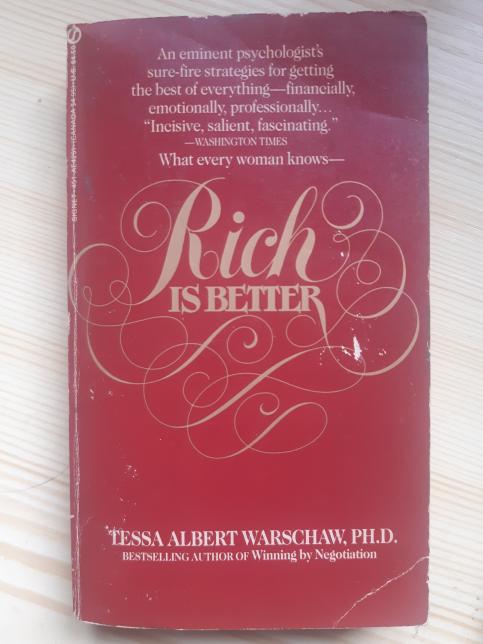 An eminent psychologist's
sure-fire strategies for getting
the best of everything—financially,
emotionally, professionally...
“Incisive, salient, fascinating.”
—WASHINGTON TIMES
What every woman knows—
Rich
IS BETTER
TESSA ALBERT WARSCHAW, PH.D.
BESTSELLING AUTHOR OF Winning by Negotiation
SIGNET